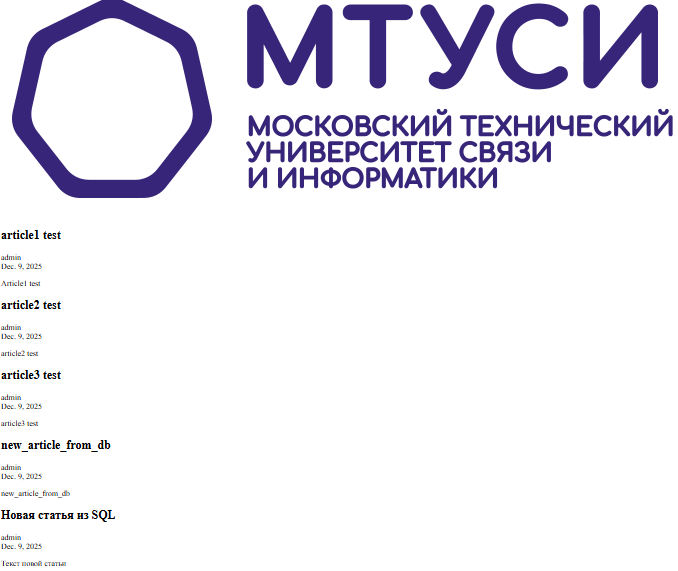 МТУСИ
МОСКОВСКИЙ ТЕХНИЧЕСКИЙ
УНИВЕРСИТЕТ СВЯЗИ
И ИНФОРМАТИКИ
article1 test
admin
Dec. 9, 2025
Article1 test
article2 test
admin
Dec. 9, 2025
article2 test
article3 test
admin
Dec. 9, 2025
article3 test
new_article_from_db
admin
Dec. 9, 2025
new_article_from_db
Новая статья из SQL
admin
Dec. 9, 2025
Текст новой статьи